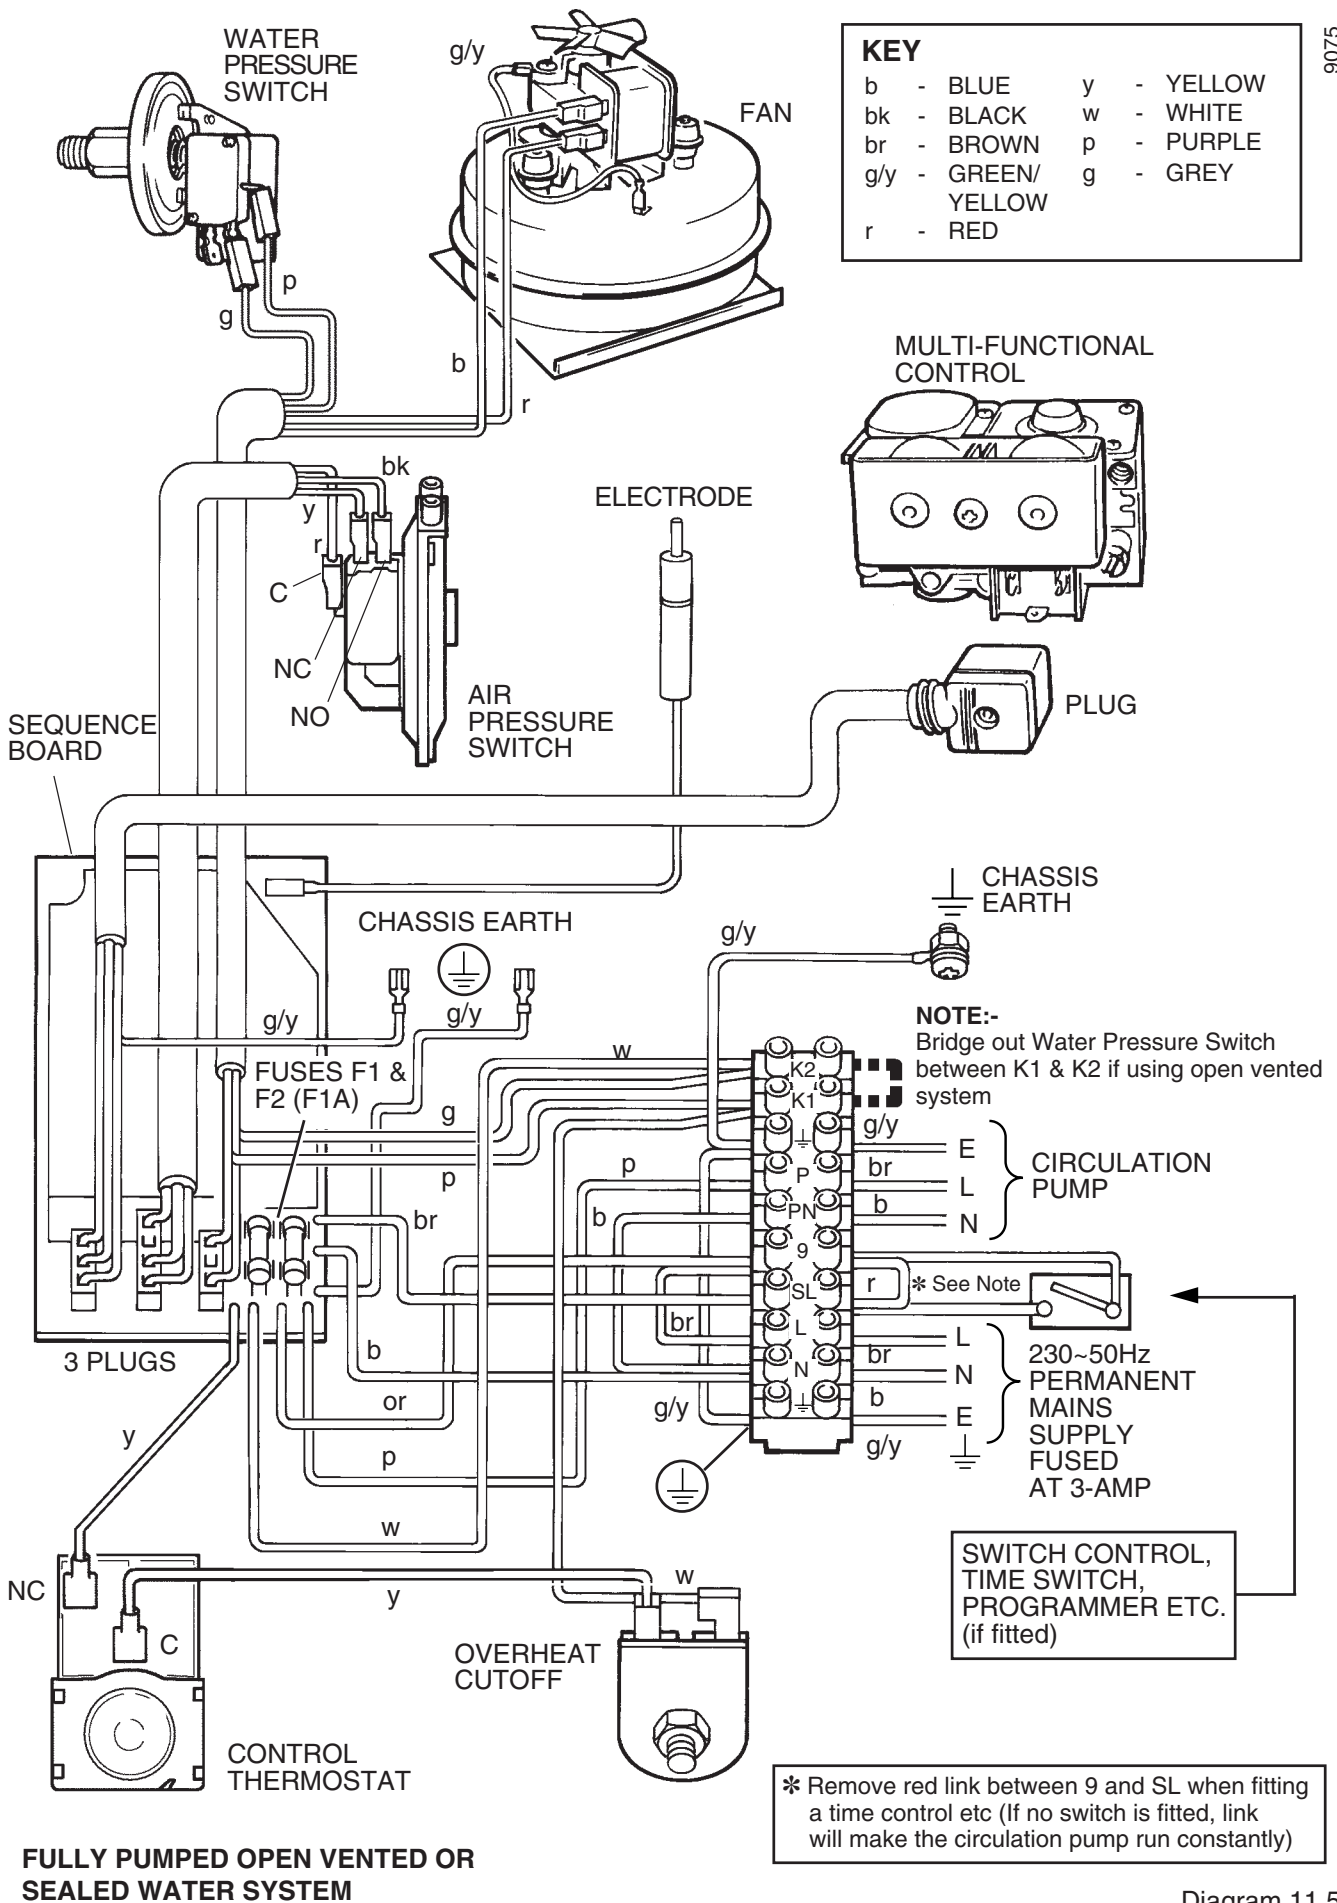 WATER
PRESSURE
SWITCH
g/y
FAN
KEY
b - BLUE y - YELLOW
bk - BLACK w - WHITE
br - BROWN p - PURPLE
g/y - GREEN/ g - GREY
YELLOW
r - RED
9075
p
g
b
r
MULTI-FUNCTIONAL
CONTROL
bk
y
r
C
NC
NO
ELECTRODE
AIR
PRESSURE
SWITCH
PLUG
SEQUENCE
BOARD
CHASSIS EARTH
g/y
g/y
CHASSIS
EARTH
g/y
NOTE:-
Bridge out Water Pressure Switch
between K1 & K2 if using open vented
system
FUSES F1 &
F2 (F1A)
w
g
p
p
b
br
K2
K1
P
PN
9
SL
L
N
g/y
E
br
L
b
N
CIRCULATION
PUMP
r
✻ See Note
br
b
or
p
w
g/y
L
br
N
b
E
g/y
230~50Hz
PERMANENT
MAINS
SUPPLY
FUSED
AT 3-AMP
3 PLUGS
y
NC
C
y
w
CONTROL
THERMOSTAT
OVERHEAT
CUTOFF
SWITCH CONTROL,
TIME SWITCH,
PROGRAMMER ETC.
(if fitted)
✻ Remove red link between 9 and SL when fitting
a time control etc (If no switch is fitted, link
will make the circulation pump run constantly)
FULLY PUMPED OPEN VENTED OR
SEALED WATER SYSTEM
Diagram 11.5